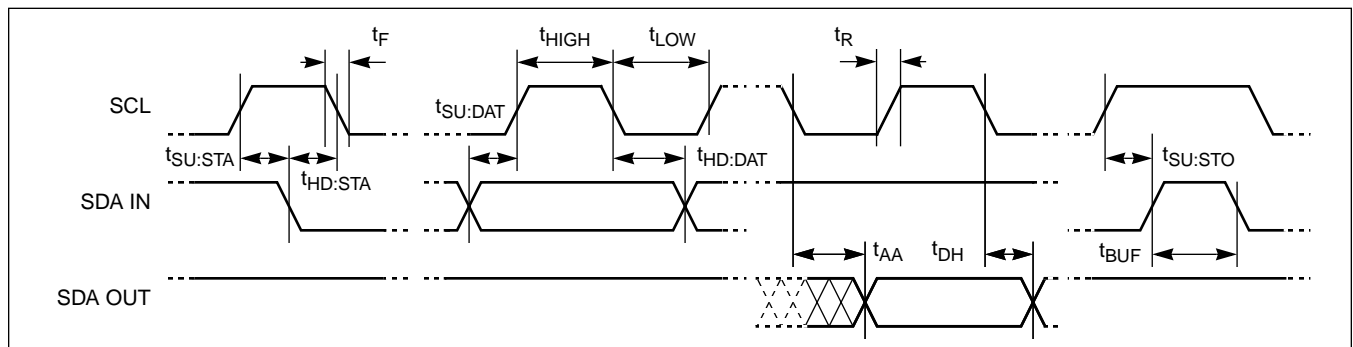 tF
tHIGH
tLOW
tR
SCL
tSU:DAT
tSU:STA
tHD:STA
tHD:DAT
tSU:STO
SDA IN
tAA
tDH
tBUF
SDA OUT